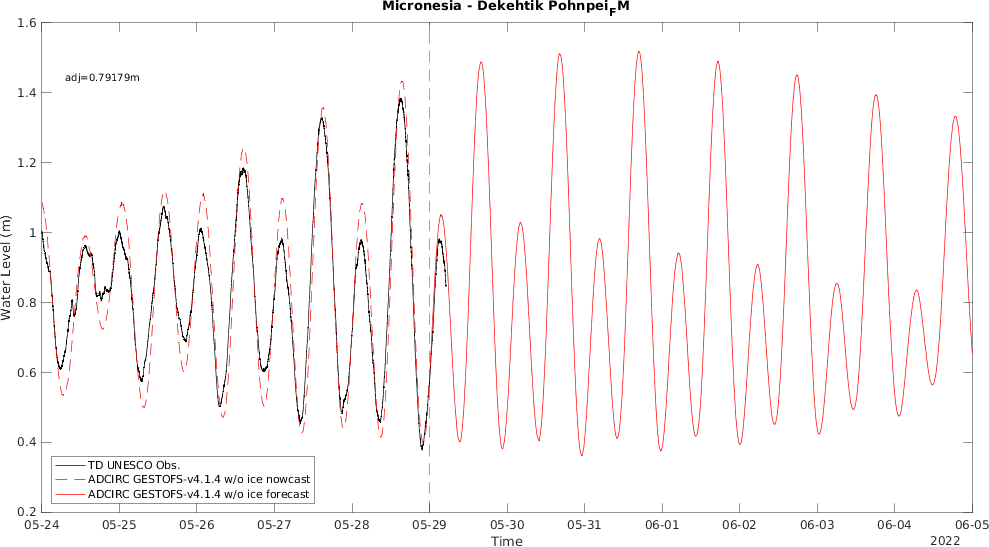 Micronesia - Dekehtik Pohnpei_FM
adj=0.79179m
Water Level (m)
1.6
1.4
1.2
1
0.8
0.6
0.4
0.2
TD UNESCO Obs.
ADCIRC GESTOFS-v4.1.4 w/o ice nowcast
ADCIRC GESTOFS-v4.1.4 w/o ice forecast
05-24 05-25 05-26 05-27 05-28 05-29 05-30 05-31 06-01 06-02 06-03 06-04 06-05
Time
2022